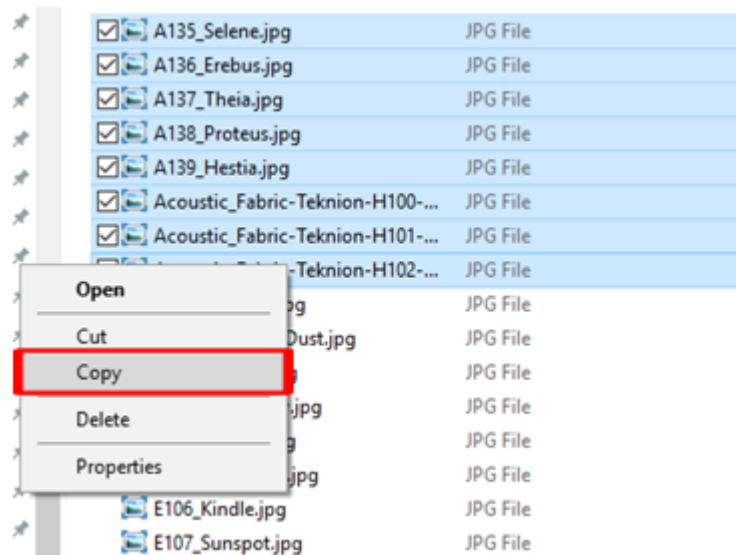 A135_Selene.jpg JPG File
A136_Erebus.jpg JPG File
A137_Theia.jpg JPG File
A138_Proteus.jpg JPG File
A139_Hestia.jpg JPG File
Acoustic_Fabric-Teknion-H100-... JPG File
Acoustic_Fabric-Teknion-H101-... JPG File
-Teknion-H102-... JPG File
Open
JPG File
Cut
Dust.jpg JPG File
Copy
JPG File
.jpg JPG File
Delete
JPG File
Properties
.jpg JPG File
E106_Kindle.jpg JPG File
E107_Sunspot.jpg JPG File